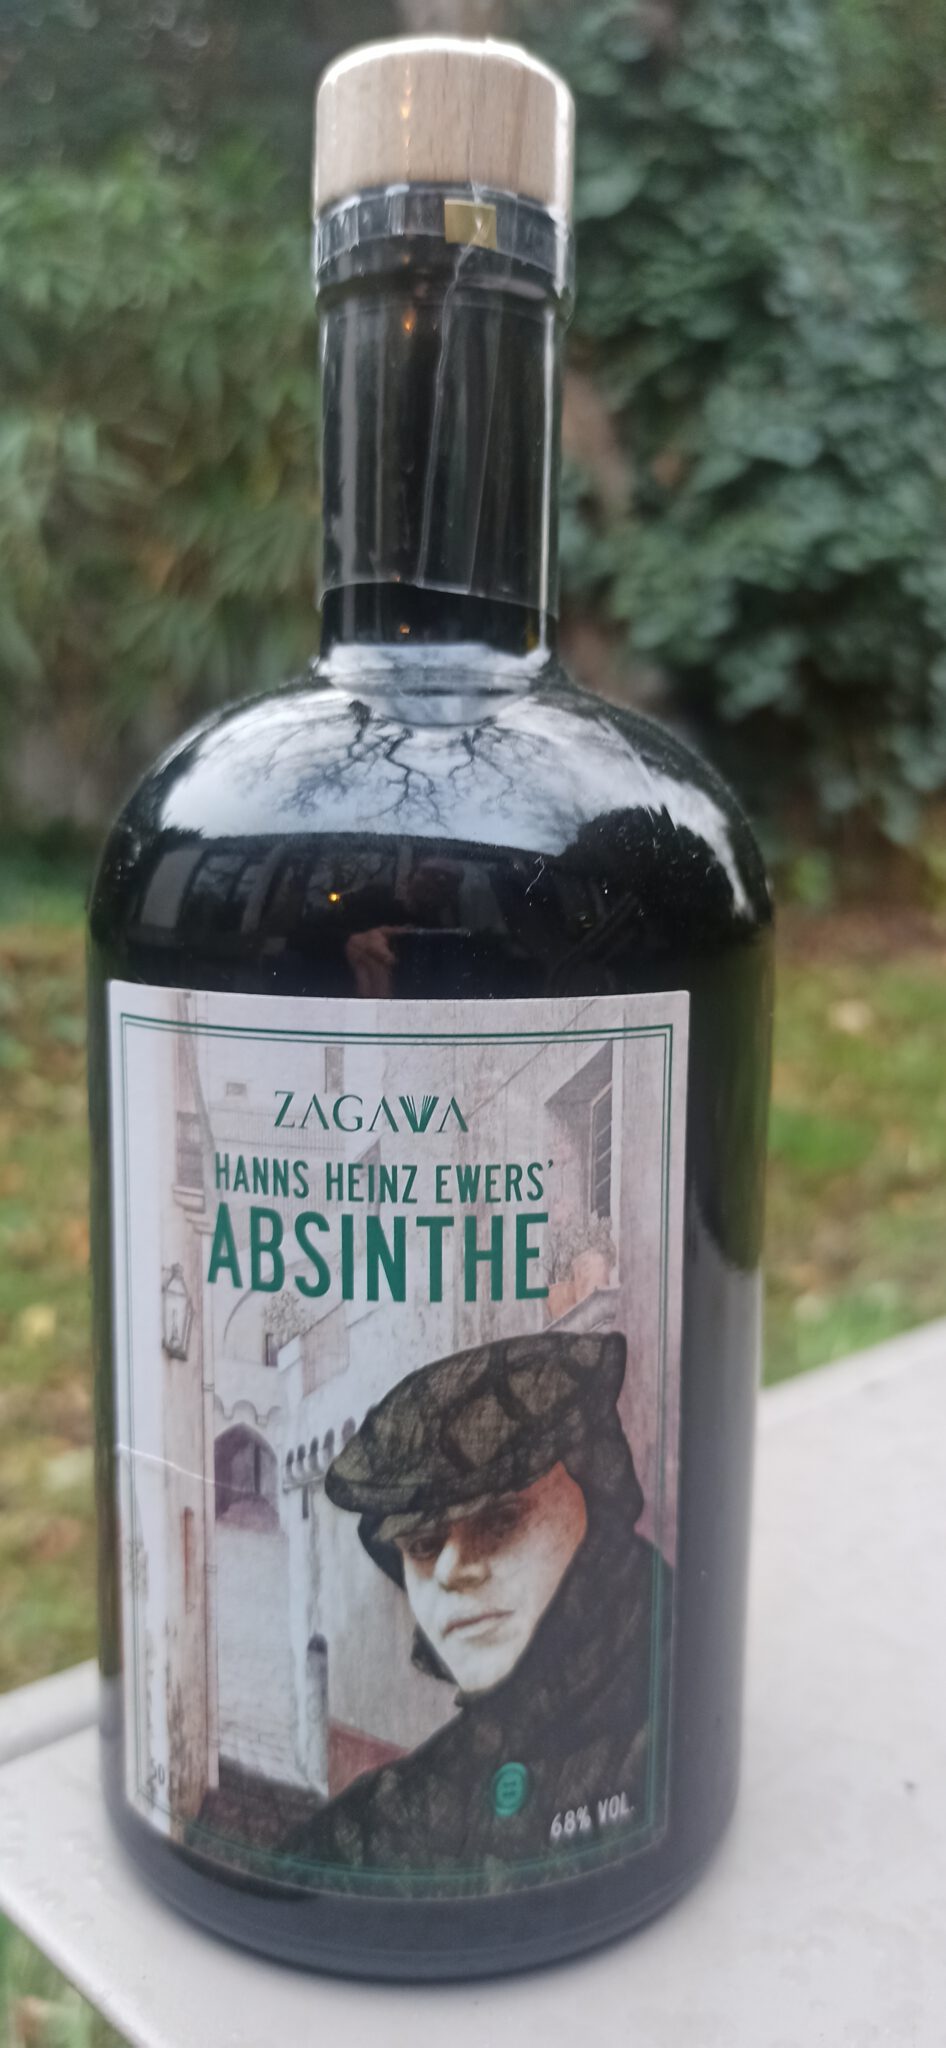 ZAGAVA
HANNS HEINZ EWERS'
ABSINTHE
68% VOL.